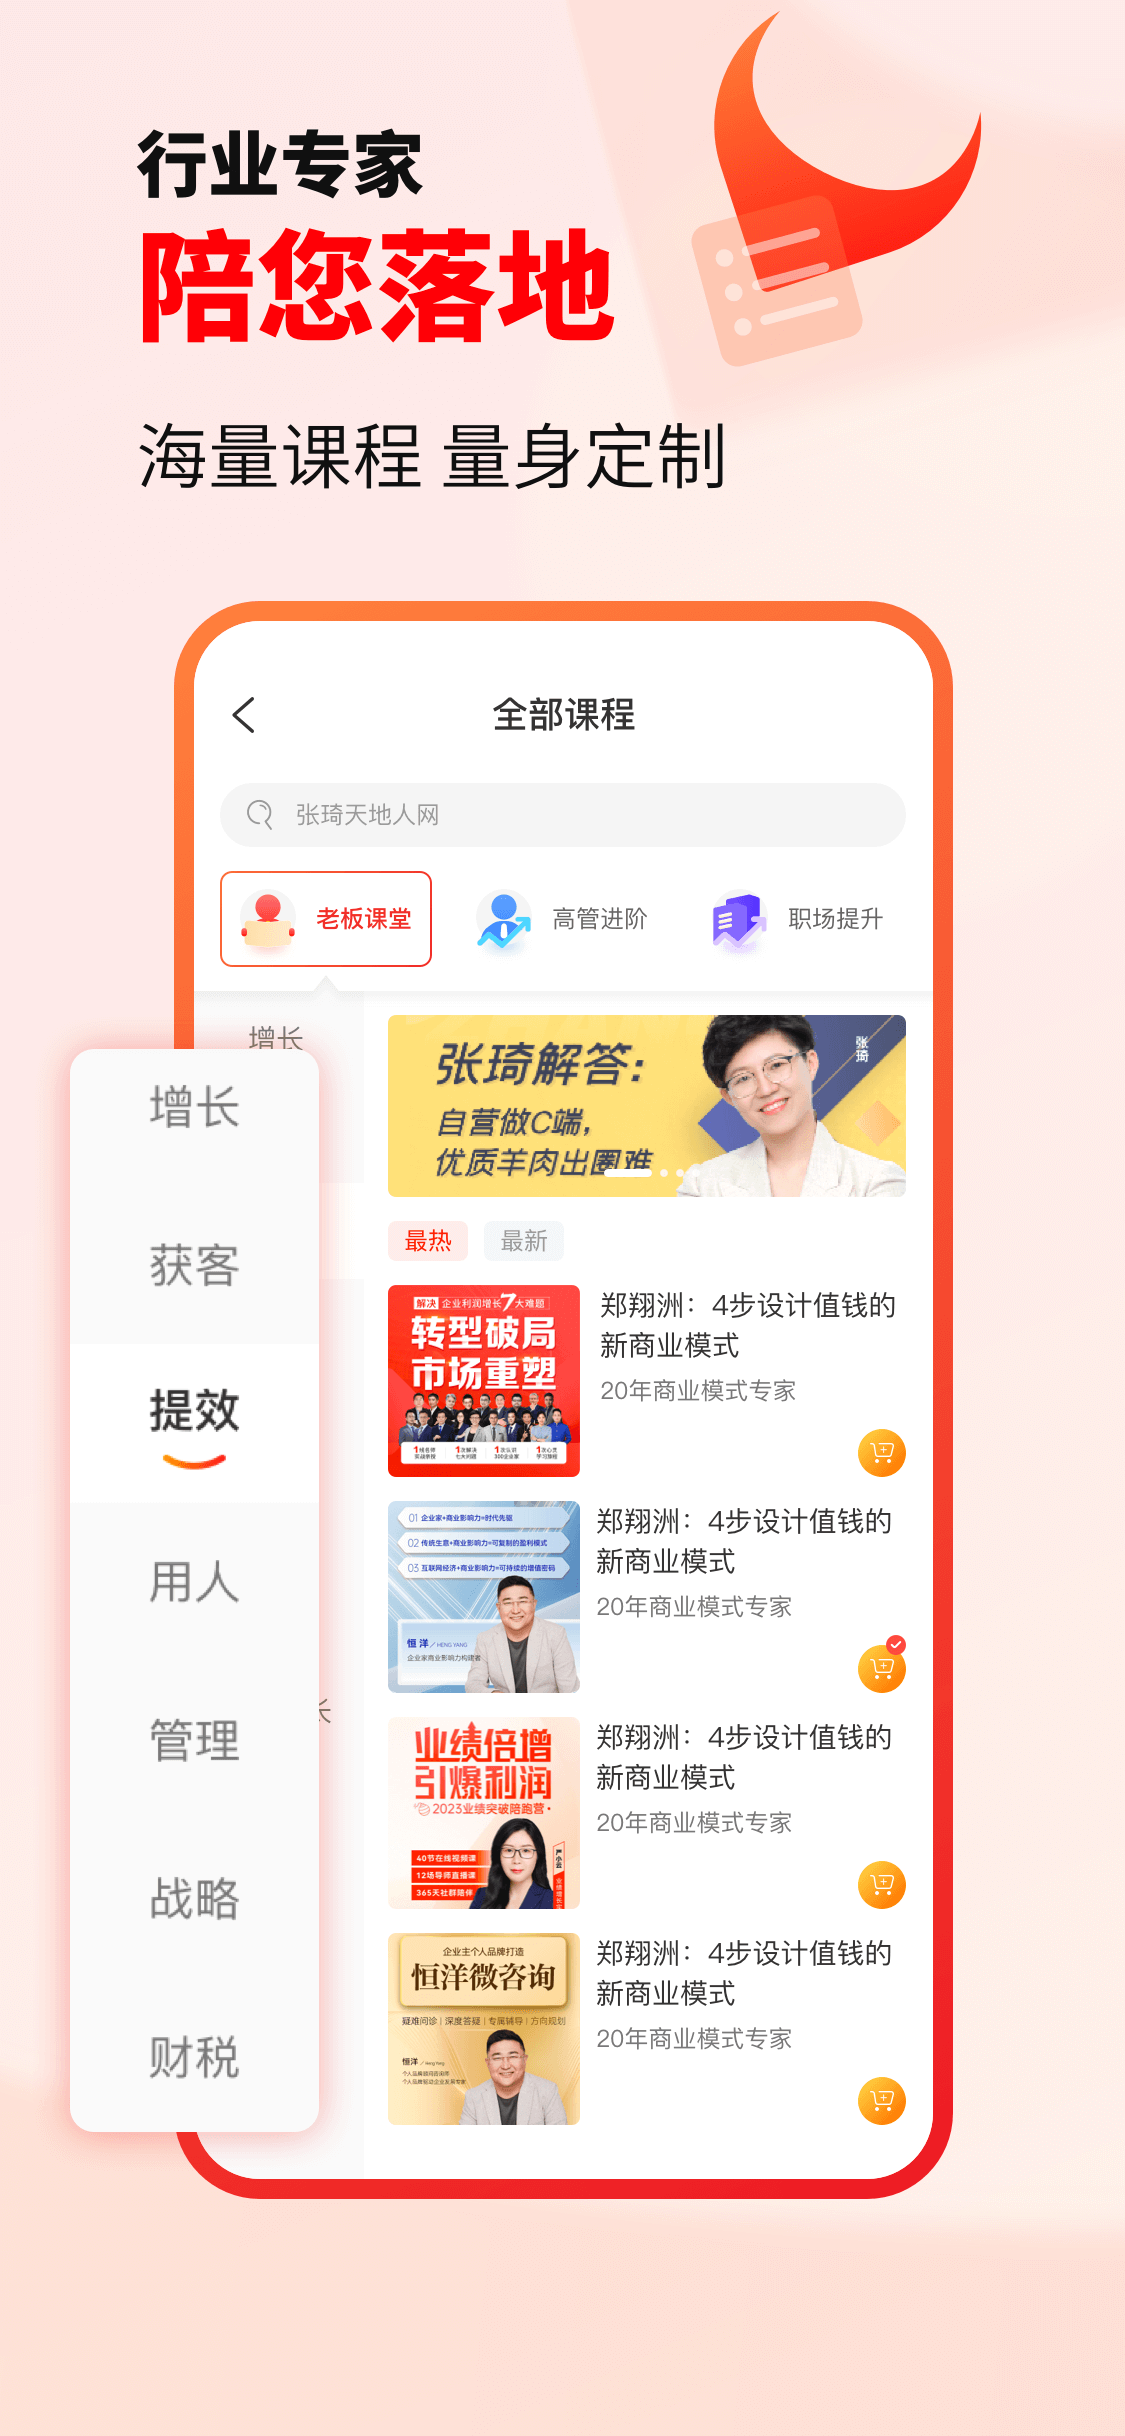 行业专家
陪您落地
海量课程 量身定制
全部课程
张琦天地人网
老板课堂
高管进阶
职场提升
增长
增长
获客
提效
用人
管理
战略
财税
长
张琦解答:
自营做C端,
优质羊肉出圈难
张琦
最热
最新
解决 企业利润增长7大难题
转型破局
市场重塑
郑翔洲：4步设计值钱的
新商业模式
20年商业模式专家
01 企业家+商业影响力=时代先驱
02 传统生意+商业影响力=可复制的盈利模式
03 互联网经济+商业影响力=可持续的增值密码
恒洋 / HENG YANG
企业家商业影响力构建者
郑翔洲：4步设计值钱的
新商业模式
20年商业模式专家
业绩倍增
引爆利润
2023业绩突破陪跑营
40节在线视频课
12场导师直播课
365天社群陪伴
郑翔洲：4步设计值钱的
新商业模式
20年商业模式专家
企业主个人品牌打造
恒洋微咨询
疑难问诊 | 深度答疑 | 专属辅导 | 方向规划
恒洋 / Heng Yang
郑翔洲：4步设计值钱的
新商业模式
20年商业模式专家